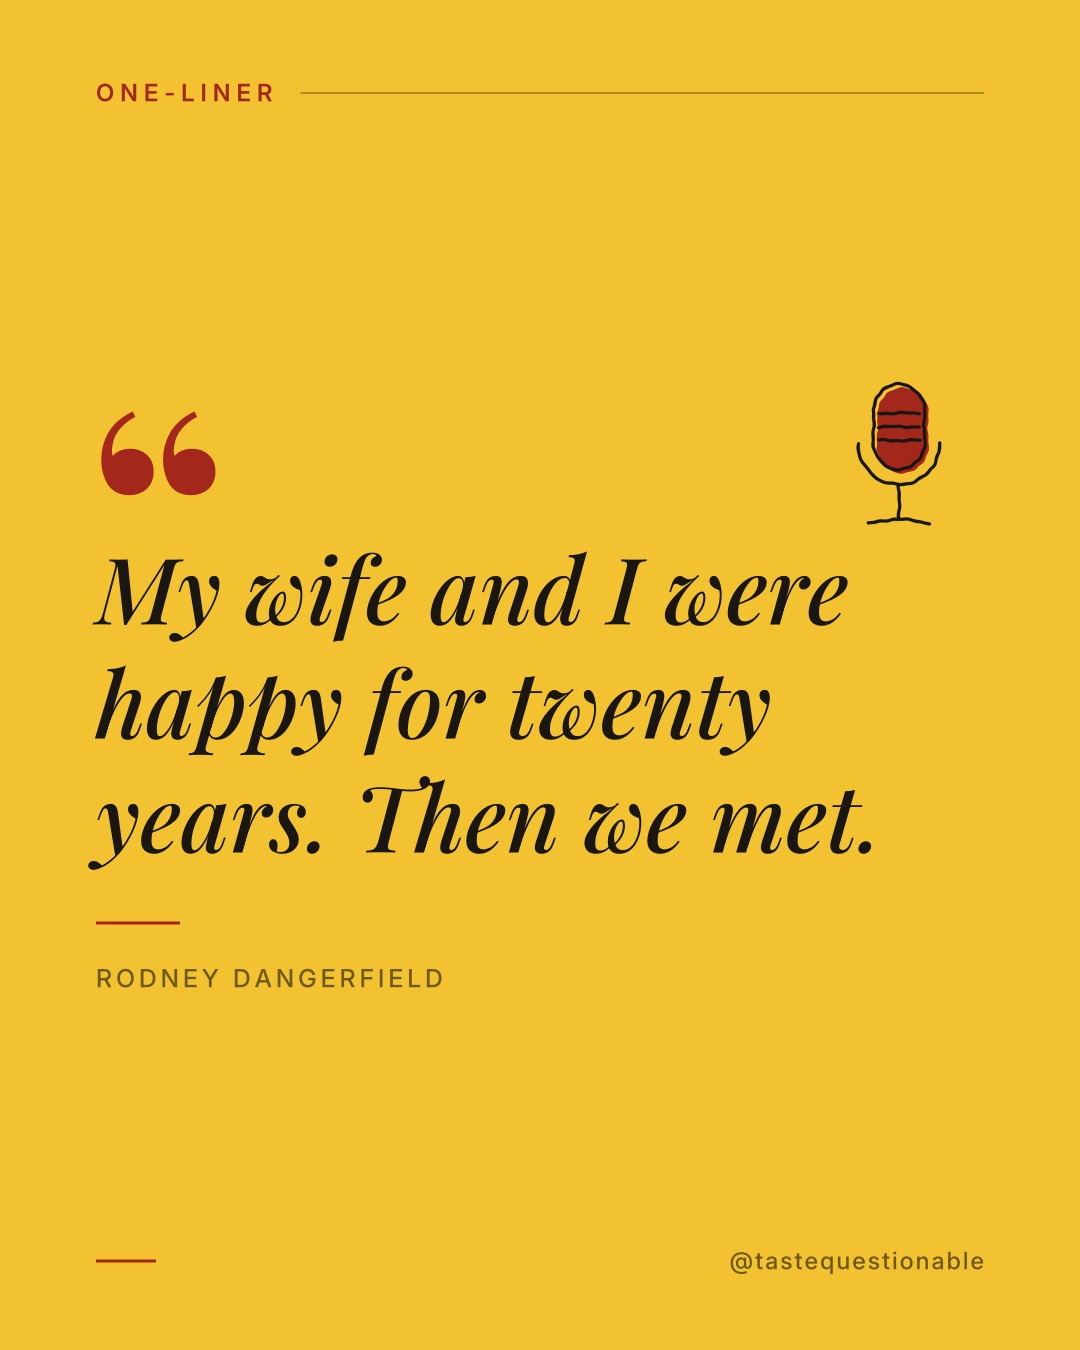 ONE-LINER
“
My wife and I were
happy for twenty
years. Then we met.
RODNEY DANGERFIELD
@tastequestionable